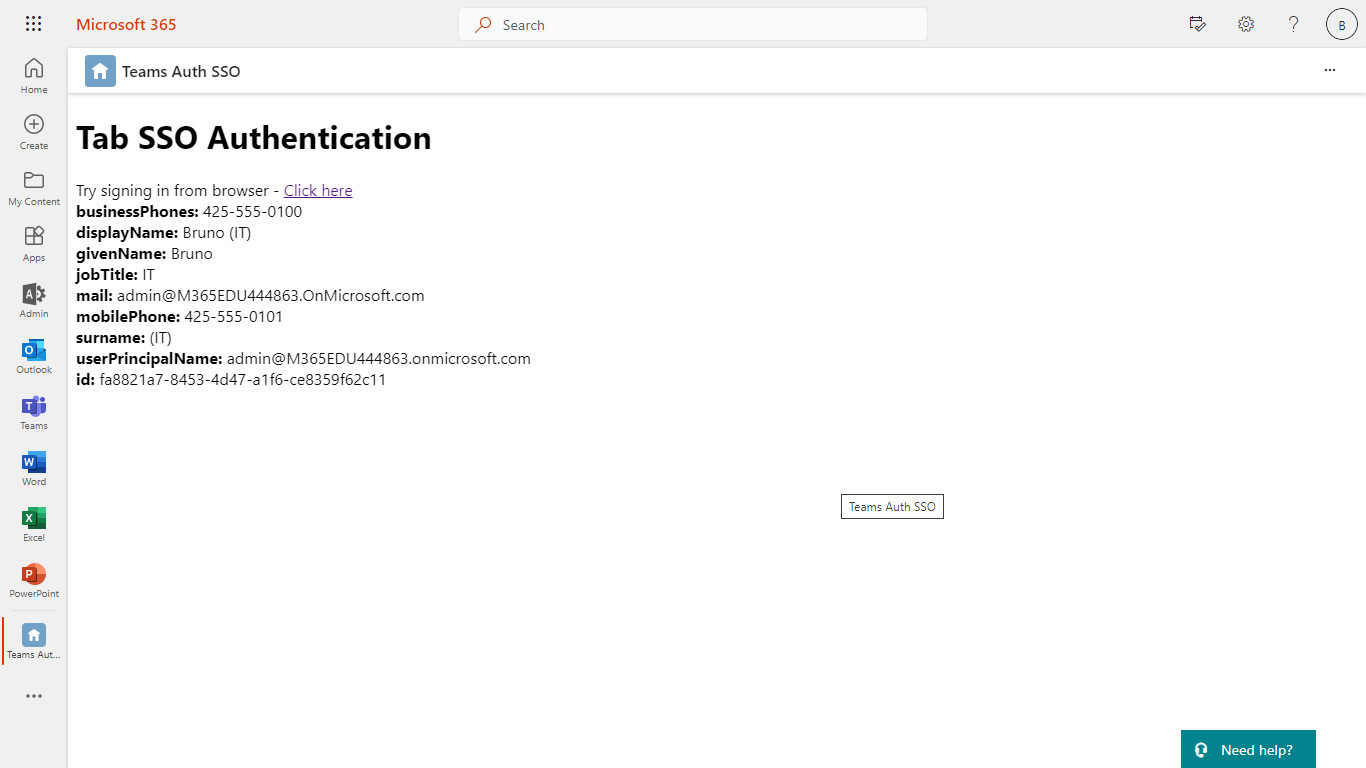 Microsoft 365
Search
B
Home
Create
My Content
Apps
Admin
Outlook
Teams
Word
Excel
PowerPoint
Teams Aut...
Teams Auth SSO
Tab SSO Authentication
Try signing in from browser - Click here
businessPhones: 425-555-0100
displayName: Bruno (IT)
givenName: Bruno
jobTitle: IT
mail: admin@M365EDU444863.OnMicrosoft.com
mobilePhone: 425-555-0101
surname: (IT)
userPrincipalName: admin@M365EDU444863.onmicrosoft.com
id: fa8821a7-8453-4d47-a1f6-ce8359f62c11
Teams Auth SSO
Need help?